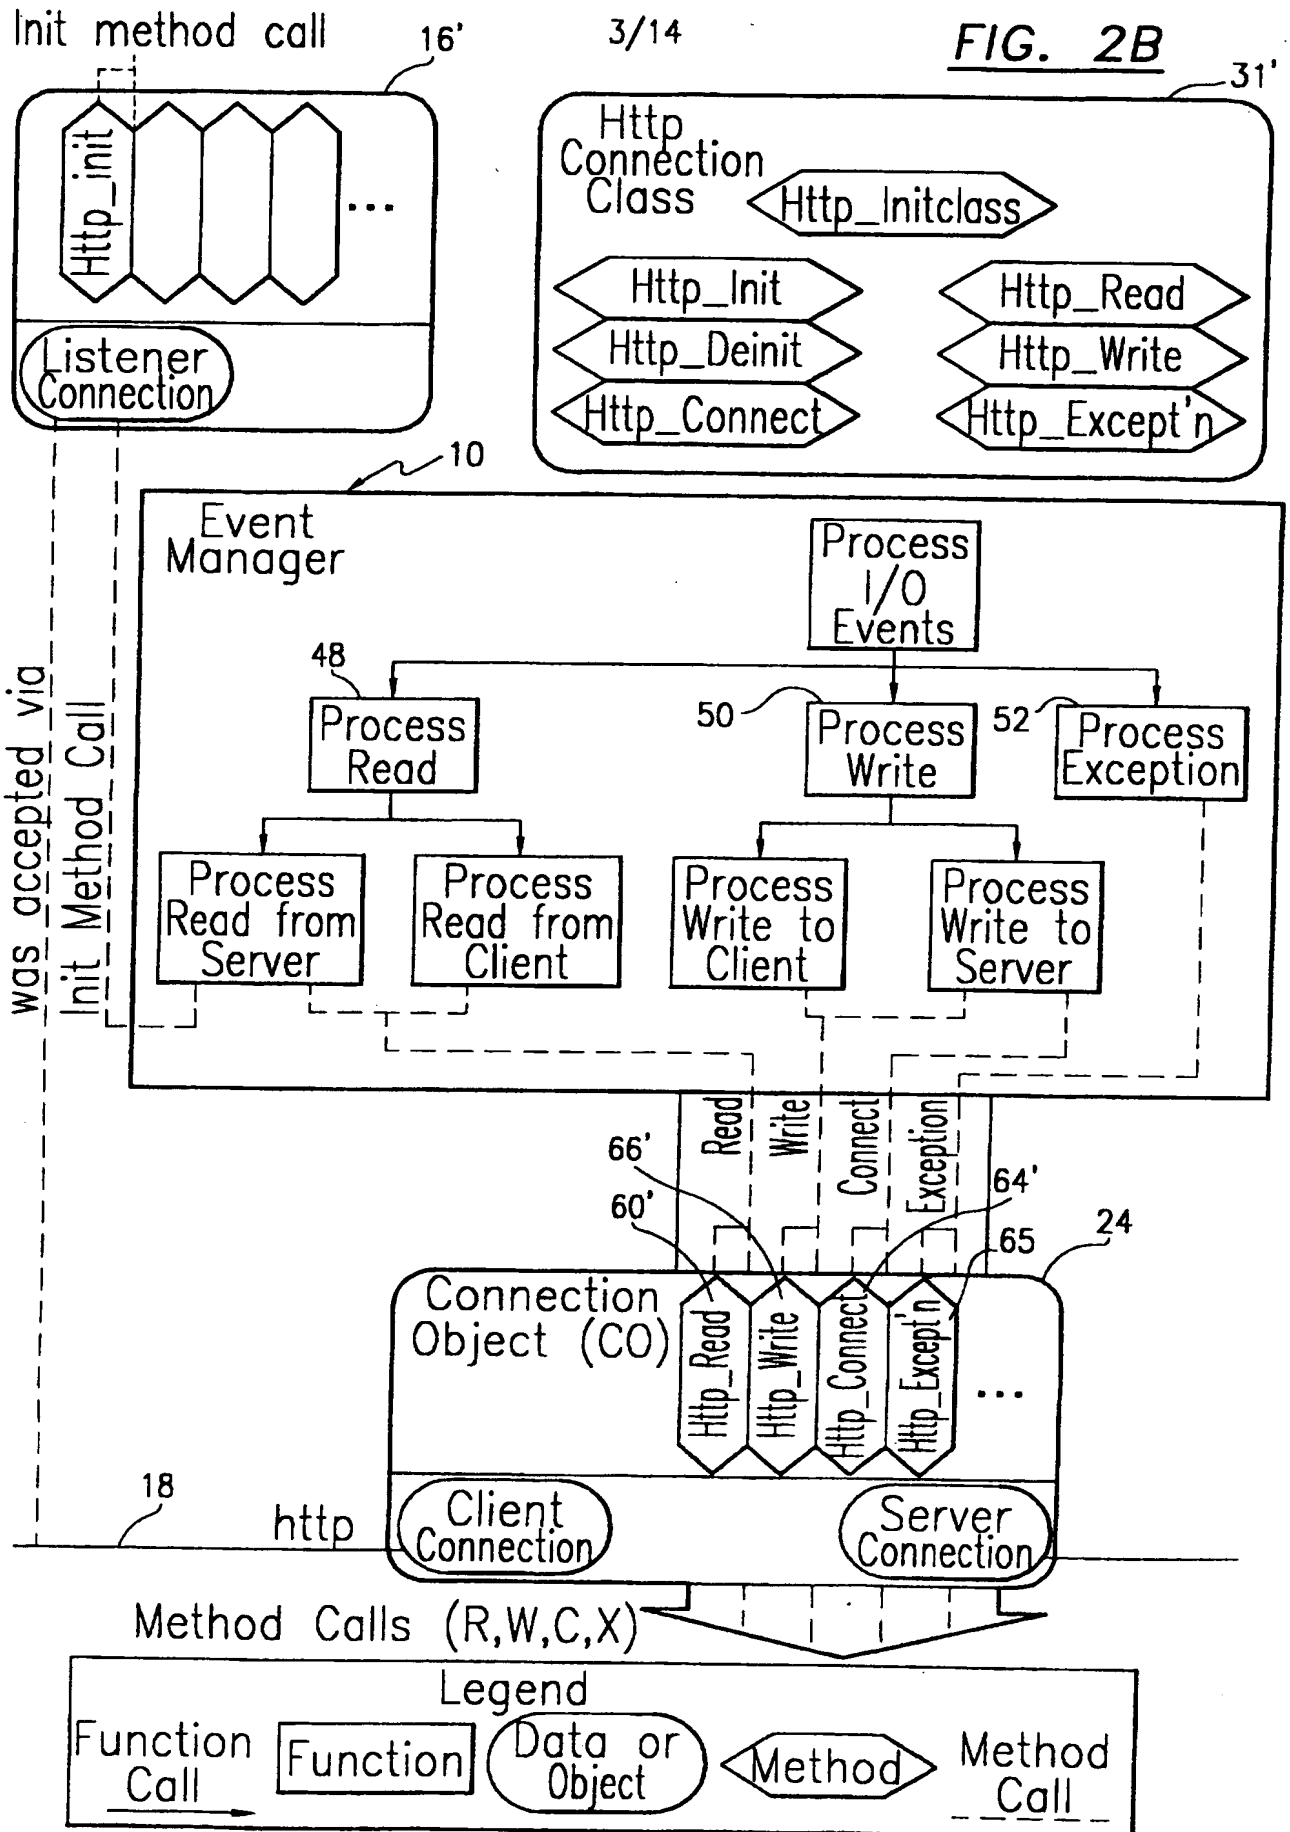 Init method call
16'
3/14
FIG. 2B
31'
Http_init
...
Listener
Connection
Http
Connection
Class
Http_Initclass
Http_Init
Http_Read
Http_Deinit
Http_Write
Http_Connect
Http_Except'n
10
Event
Manager
Process
I/O
Events
48
Process
Read
50
Process
Write
52
Process
Exception
was accepted via
Init Method Call
Process
Read from
Server
Process
Read from
Client
Process
Write to
Client
Process
Write to
Server
Read
Write
Connect
Exception
66'
60'
64'
65
24
Connection
Object (CO)
Http_Read
Http_Write
Http_Connect
Http_Except'n
...
18
http
Client
Connection
Server
Connection
Method Calls (R,W,C,X)
Legend
Function
Call
Function
Data or
Object
Method
Method
Call